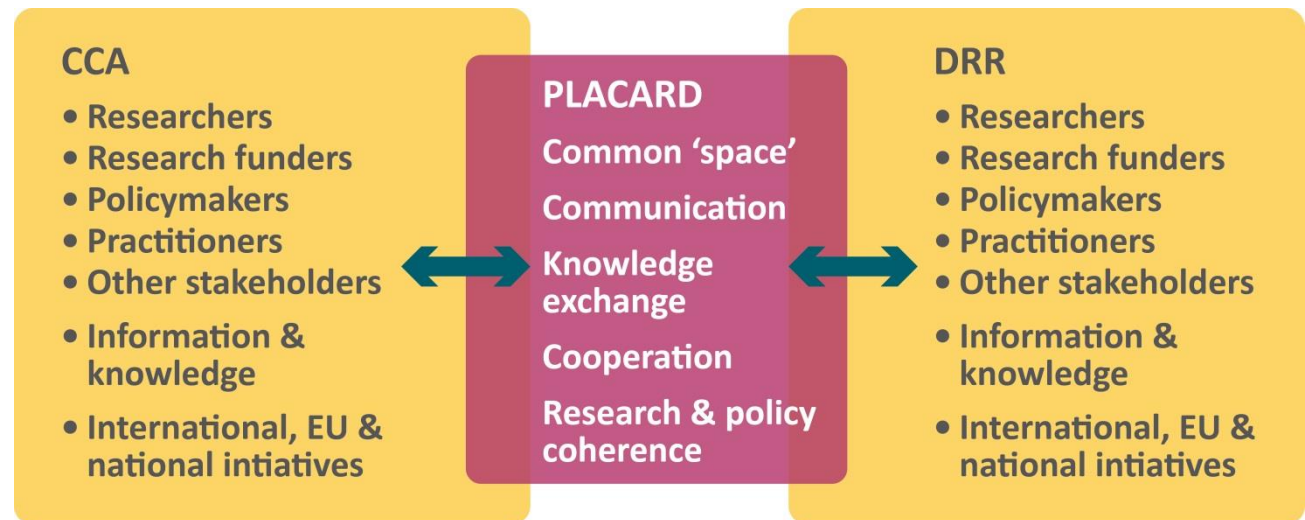 CCA
• Researchers
• Research funders
• Policymakers
• Practitioners
• Other stakeholders
• Information &
knowledge
• International, EU &
national intiatives
PLACARD
Common ‘space’
Communication
Knowledge
exchange
Cooperation
Research & policy
coherence
DRR
• Researchers
• Research funders
• Policymakers
• Practitioners
• Other stakeholders
• Information &
knowledge
• International, EU &
national intiatives